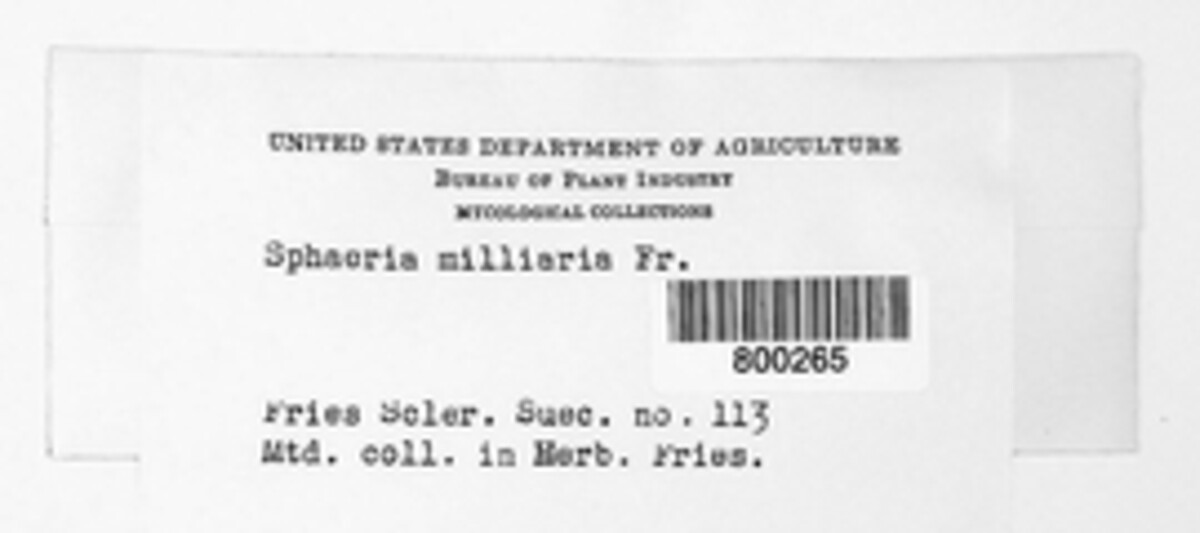 UNITED STATES DEPARTMENT OF AGRICULTURE
BUREAU OF PLANT INDUSTRY
MYCOLOGICAL COLLECTIONS
Sphaeria milliaria Fr.
800265
Fries Scler. Suec. no. 113
Mtd. coll. in Herb. Fries.